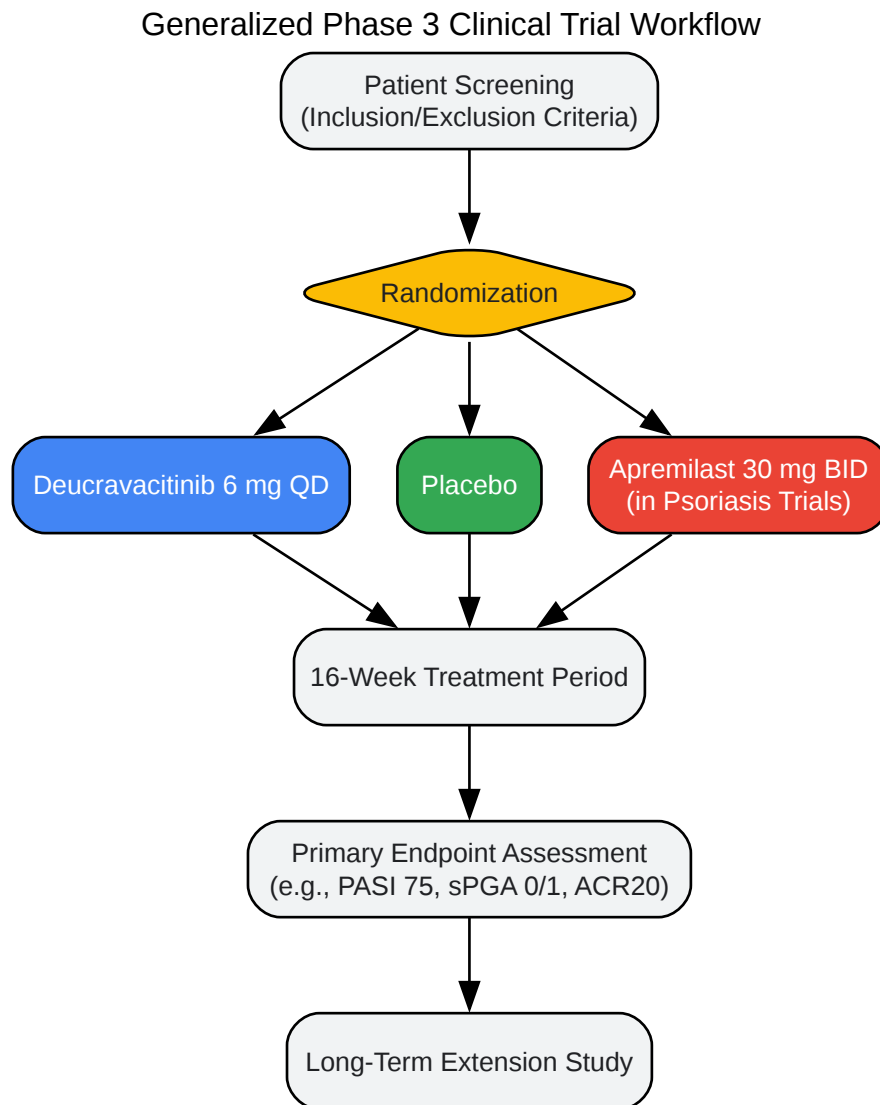 Generalized Phase 3 Clinical Trial Workflow
Patient Screening
(Inclusion/Exclusion Criteria)
Randomization
Deucravacitinib 6 mg QD
Placebo
Apremilast 30 mg BID
(in Psoriasis Trials)
16-Week Treatment Period
Primary Endpoint Assessment
(e.g., PASI 75, sPGA 0/1, ACR20)
Long-Term Extension Study